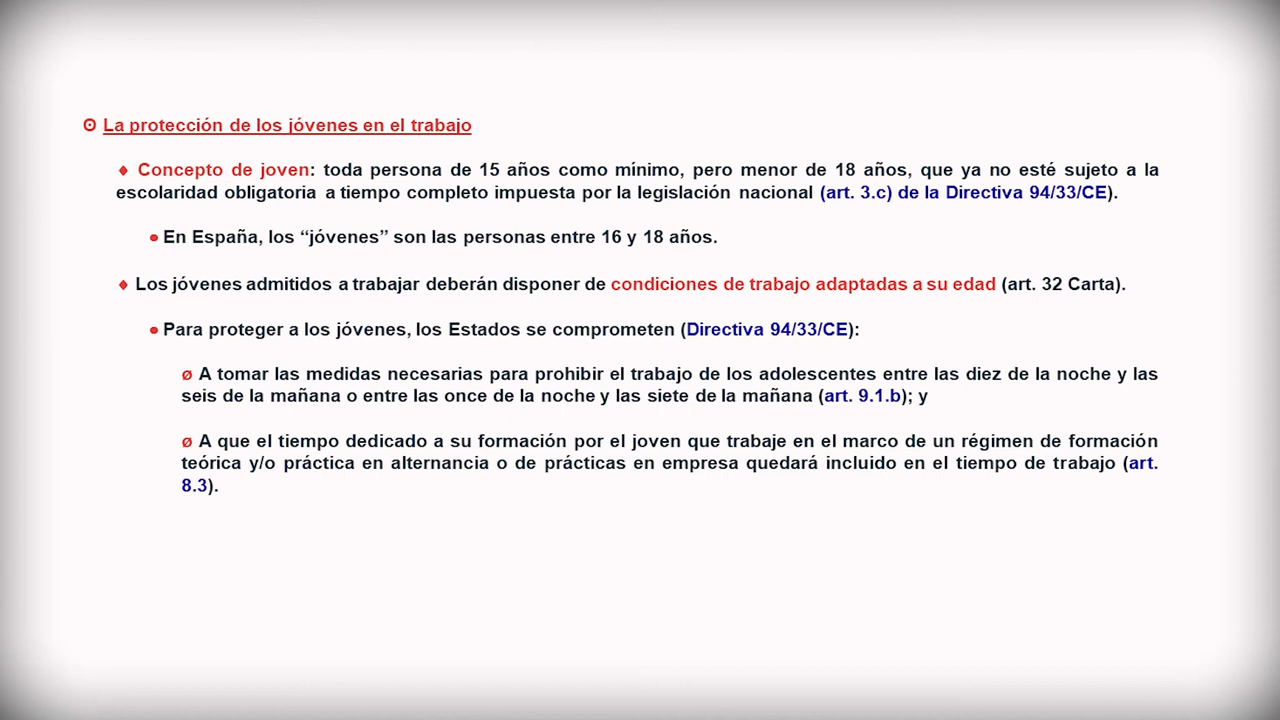 ⊙ La protección de los jóvenes en el trabajo
♦ Concepto de joven: toda persona de 15 años como mínimo, pero menor de 18 años, que ya no esté sujeto a la
escolaridad obligatoria a tiempo completo impuesta por la legislación nacional (art. 3.c) de la Directiva 94/33/CE).
● En España, los “jóvenes” son las personas entre 16 y 18 años.
♦ Los jóvenes admitidos a trabajar deberán disponer de condiciones de trabajo adaptadas a su edad (art. 32 Carta).
● Para proteger a los jóvenes, los Estados se comprometen (Directiva 94/33/CE):
ø A tomar las medidas necesarias para prohibir el trabajo de los adolescentes entre las diez de la noche y las
seis de la mañana o entre las once de la noche y las siete de la mañana (art. 9.1.b); y
ø A que el tiempo dedicado a su formación por el joven que trabaje en el marco de un régimen de formación
teórica y/o práctica en alternancia o de prácticas en empresa quedará incluido en el tiempo de trabajo (art.
8.3).